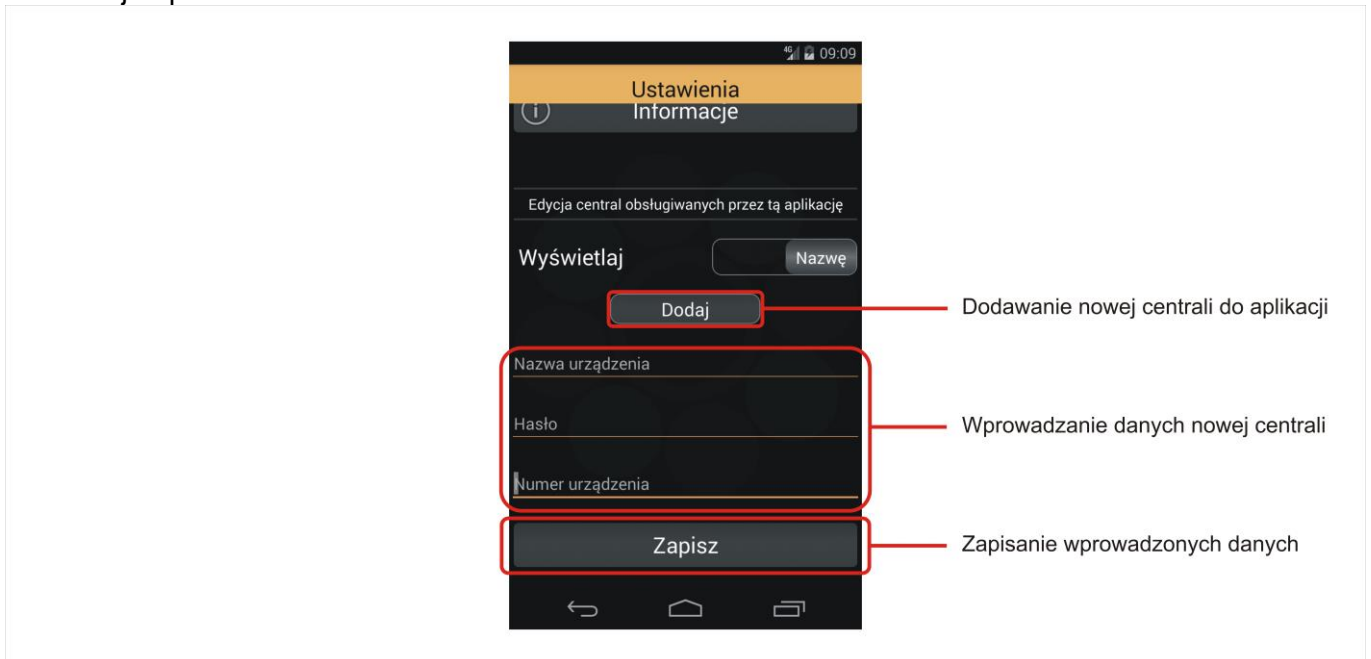 4G 09:09
Ustawienia
Informacje
Edycja central obsługiwanych przez tą aplikację
Wyświetlaj Nazwę
Dodaj
Dodawanie nowej centrali do aplikacji
Nazwa urządzenia
Hasło
Wprowadzanie danych nowej centrali
Numer urządzenia
Zapisz
Zapisanie wprowadzonych danych